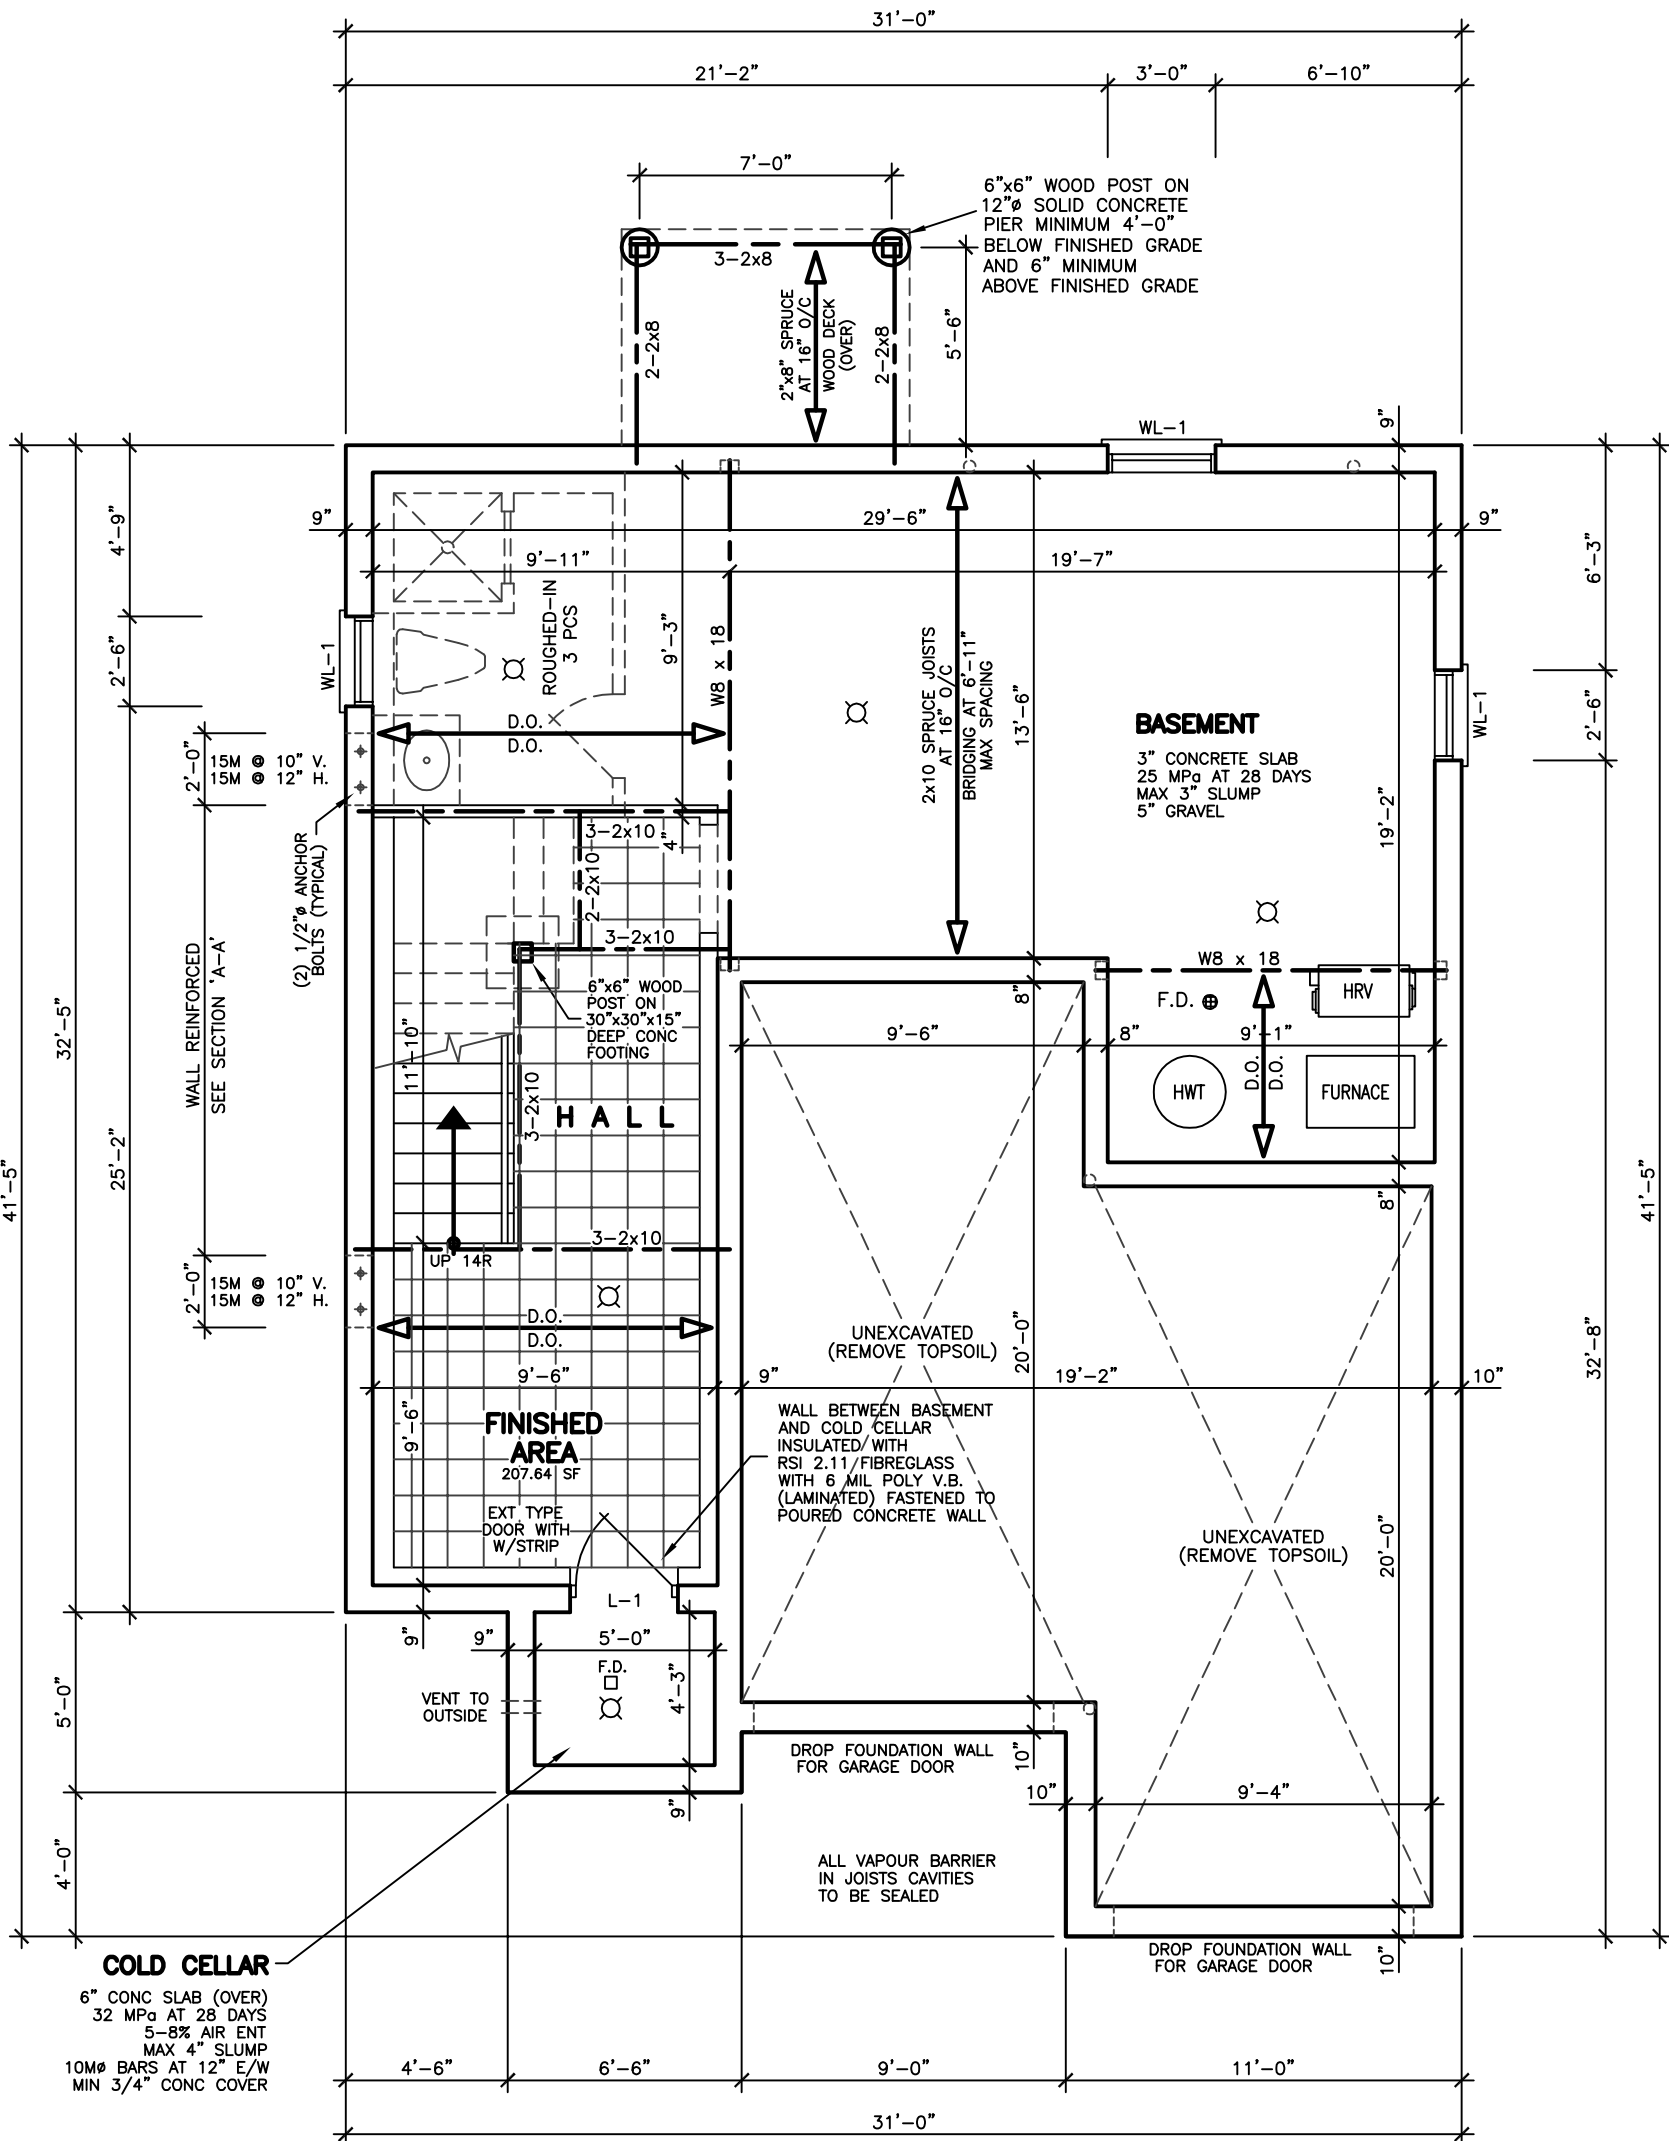 31'-0"
21'-2"
3'-0"
6'-10"
7'-0"
6"x6" WOOD POST ON
12"ø SOLID CONCRETE
PIER MINIMUM 4'-0"
BELOW FINISHED GRADE
AND 6" MINIMUM
ABOVE FINISHED GRADE
3-2x8
2-2x8
2"x8" SPRUCE
AT 16" O/C
WOOD DECK
(OVER)
2-2x8
5'-6"
9"
WL-1
9"
29'-6"
9"
9'-11"
19'-7"
4'-9"
2'-6"
WL-1
ROUGHED-IN
3 PCS
9'-3"
W8 x 18
2x10 SPRUCE JOISTS
AT 16" O/C
BRIDGING AT 6'-11"
MAX SPACING
13'-6"
6'-3"
2'-6"
WL-1
BASEMENT
3" CONCRETE SLAB
25 MPa AT 28 DAYS
MAX 3" SLUMP
5" GRAVEL
19'-2"
D.O.
D.O.
2'-0"
15M @ 10" V.
15M @ 12" H.
(2) 1/2"ø ANCHOR
BOLTS (TYPICAL)
3-2x10
4"
2-2x10
3-2x10
WALL REINFORCED
SEE SECTION 'A-A'
6"x6" WOOD
POST ON
30"x30"x15"
DEEP CONC
FOOTING
11'-10"
3-2x10
HALL
32'-5"
25'-2"
41'-5"
8"
9'-6"
8"
9'-1"
W8 x 18
F.D.
HRV
HWT
D.O.
D.O.
FURNACE
8"
41'-5"
32'-8"
3-2x10
UP 14R
2'-0"
15M @ 10" V.
15M @ 12" H.
D.O.
D.O.
9'-6"
9"
19'-2"
10"
UNEXCAVATED
(REMOVE TOPSOIL)
20'-0"
9'-6"
FINISHED
AREA
207.64 SF
WALL BETWEEN BASEMENT
AND COLD CELLAR
INSULATED WITH
RSI 2.11 FIBREGLASS
WITH 6 MIL POLY V.B.
(LAMINATED) FASTENED TO
POURED CONCRETE WALL
EXT TYPE
DOOR WITH
W/STRIP
UNEXCAVATED
(REMOVE TOPSOIL)
20'-0"
L-1
9"
9"
5'-0"
F.D.
4'-3"
VENT TO
OUTSIDE
5'-0"
9"
DROP FOUNDATION WALL
FOR GARAGE DOOR
10"
10"
9'-4"
4'-0"
ALL VAPOUR BARRIER
IN JOISTS CAVITIES
TO BE SEALED
DROP FOUNDATION WALL
FOR GARAGE DOOR
10"
COLD CELLAR
6" CONC SLAB (OVER)
32 MPa AT 28 DAYS
5-8% AIR ENT
MAX 4" SLUMP
10Mø BARS AT 12" E/W
MIN 3/4" CONC COVER
4'-6"
6'-6"
9'-0"
11'-0"
31'-0"